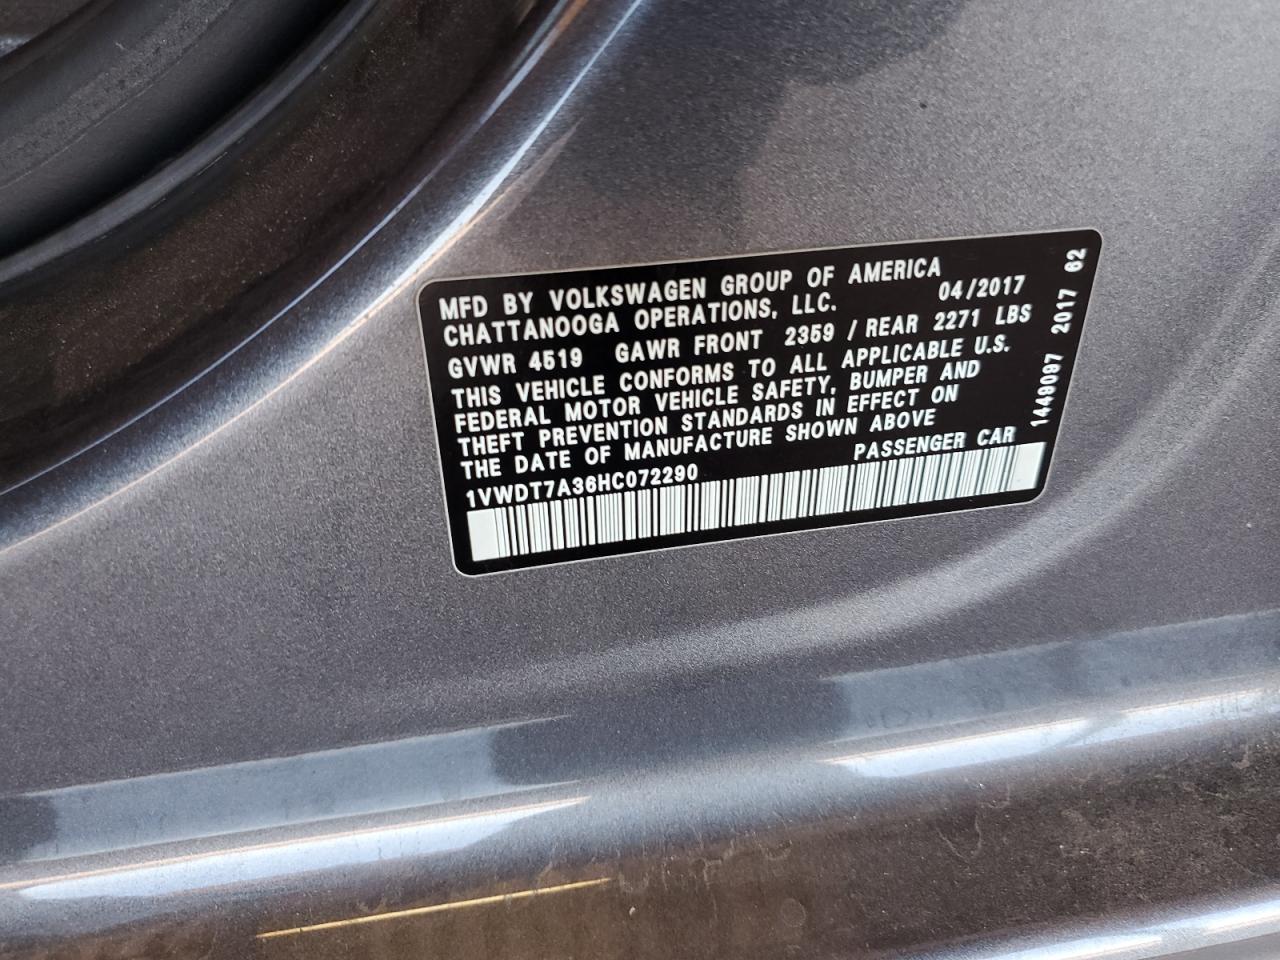 MFD BY VOLKSWAGEN GROUP OF AMERICA
CHATTANOOGA OPERATIONS, LLC. 04/2017
GVWR 4519 GAWR FRONT 2359 / REAR 2271 LBS
THIS VEHICLE CONFORMS TO ALL APPLICABLE U.S.
FEDERAL MOTOR VEHICLE SAFETY, BUMPER AND
THEFT PREVENTION STANDARDS IN EFFECT ON
THE DATE OF MANUFACTURE SHOWN ABOVE
1VWDT7A36HC072290 PASSENGER CAR
1449097 2017 62